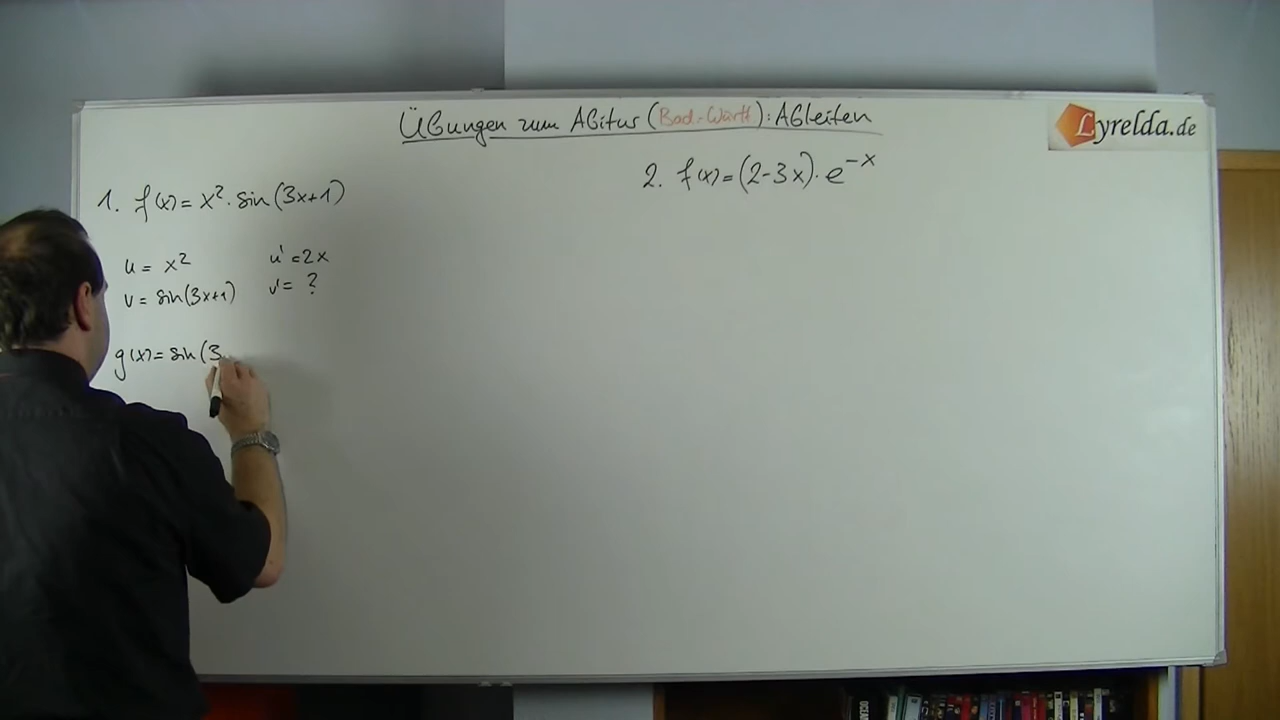 Übungen zum Abitur (Bad-Württ): Ableiten
Lyrelda.de
1. f(x)= x². sin(3x+1)
u = x² u' = 2x
v = sin(3x+1) v' = ?
g(x)= sin(3
2. f(x)=(2-3x)·e^-x